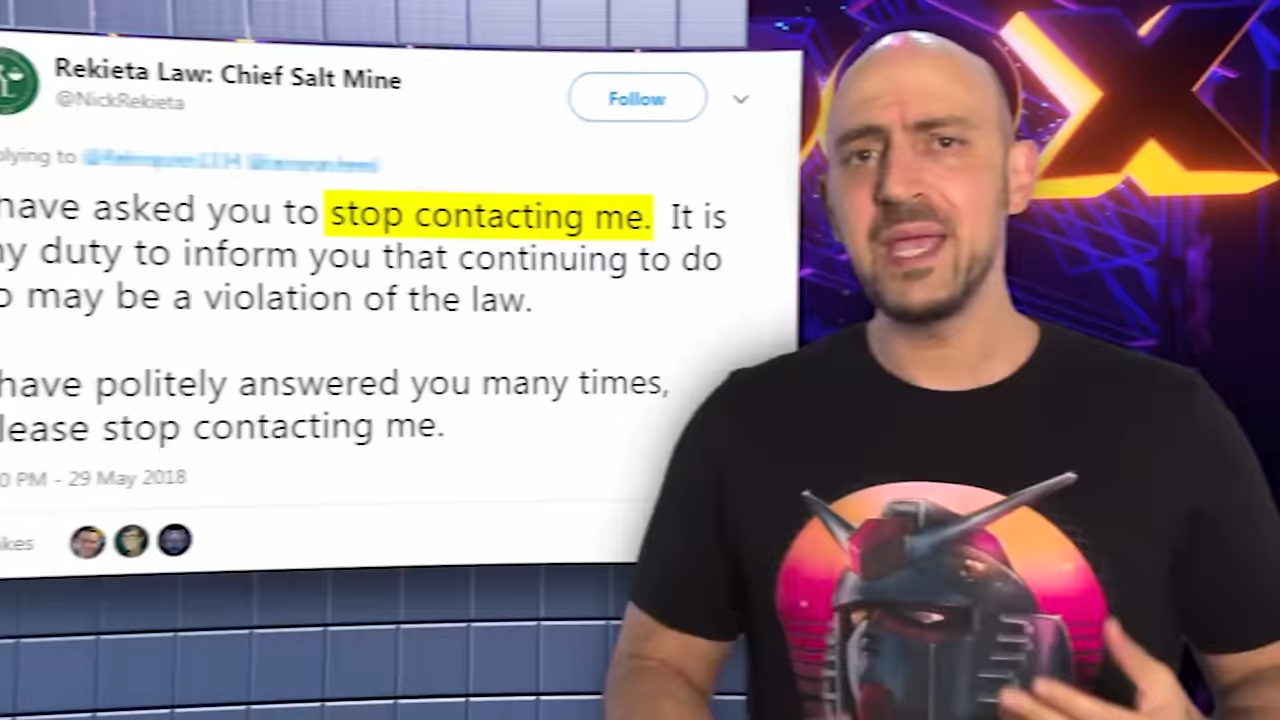 Rekieta Law: Chief Salt Mine
@NickRekieta
Follow
plying to
have asked you to stop contacting me. It is
y duty to inform you that continuing to do
o may be a violation of the law.
have politely answered you many times,
lease stop contacting me.
0 PM - 29 May 2018
kes
X